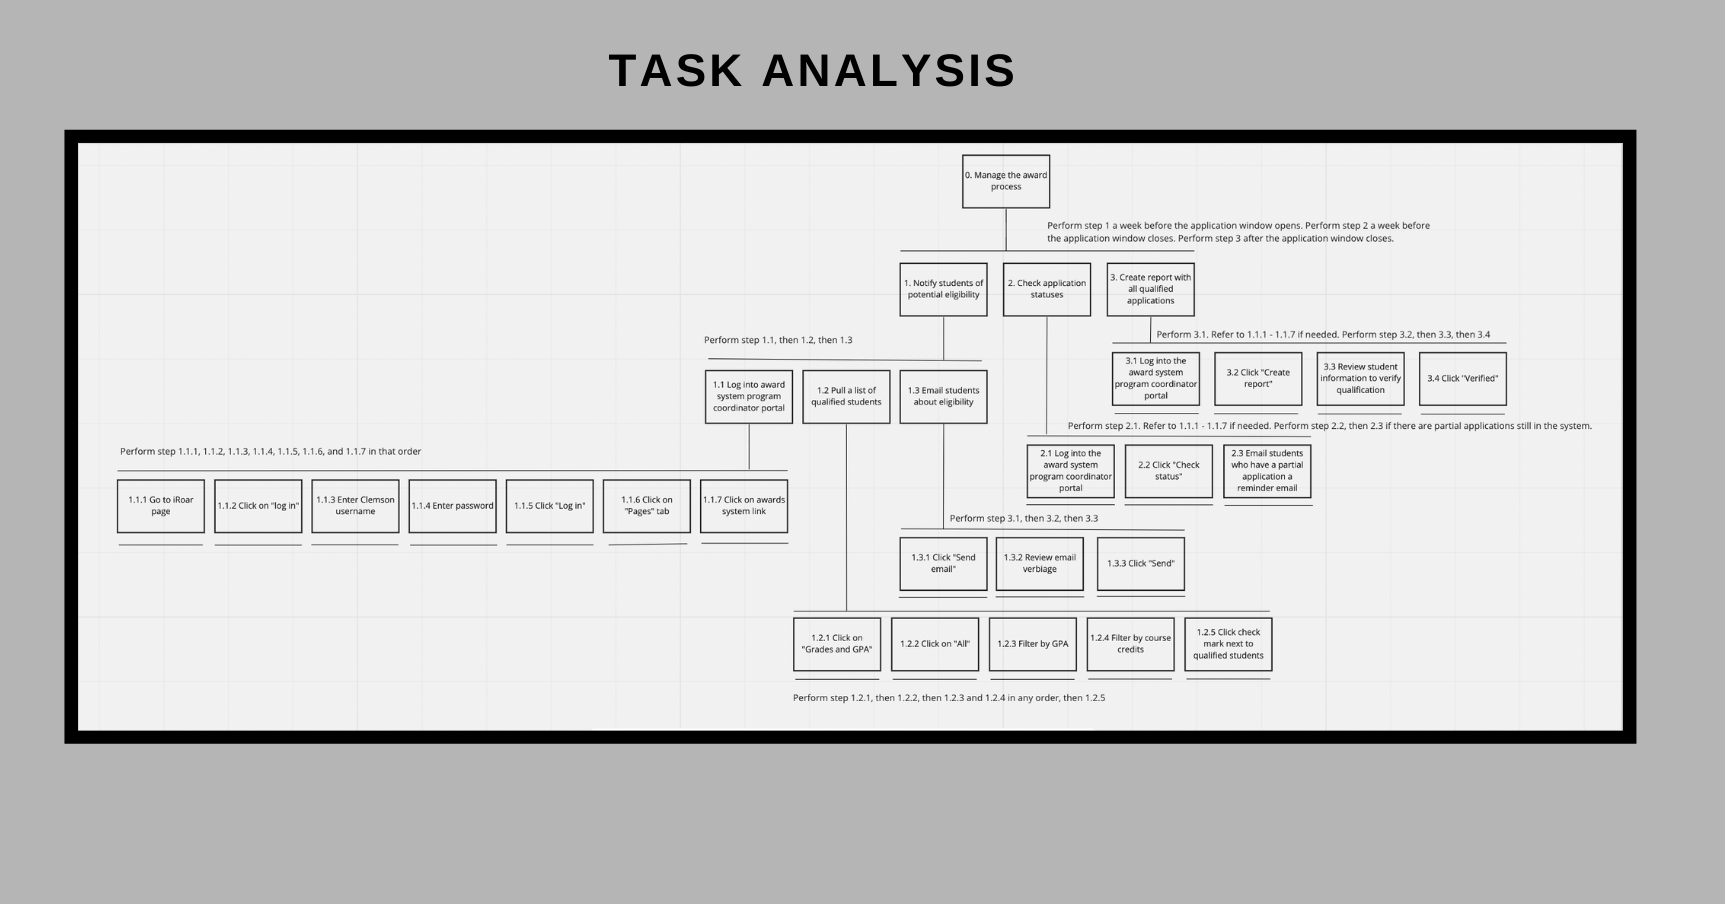 TASK ANALYSIS
0. Manage the award
process
Perform step 1 a week before the application window opens. Perform step 2 a week before
the application window closes. Perform step 3 after the application window closes.
1. Notify students of
potential eligibility
2. Check application
statuses
3. Create report with
all qualified
applications
Perform step 1.1, then 1.2, then 1.3
Perform 3.1. Refer to 1.1.1 - 1.1.7 if needed. Perform step 3.2, then 3.3, then 3.4
1.1 Log into award
system program
coordinator portal
1.2 Pull a list of
qualified students
1.3 Email students
about eligibility
3.1 Log into the
award system
program coordinator
portal
3.2 Click "Create
report"
3.3 Review student
information to verify
qualification
3.4 Click "Verified"
Perform step 2.1. Refer to 1.1.1 - 1.1.7 if needed. Perform step 2.2, then 2.3 if there are partial applications still in the system.
Perform step 1.1.1, 1.1.2, 1.1.3, 1.1.4, 1.1.5, 1.1.6, and 1.1.7 in that order
2.1 Log into the
award system
program coordinator
portal
2.2 Click "Check
status"
2.3 Email students
who have a partial
application a
reminder email
1.1.1 Go to iRoar
page
1.1.2 Click on "log in"
1.1.3 Enter Clemson
username
1.1.4 Enter password
1.1.5 Click "Log in"
1.1.6 Click on
"Pages" tab
1.1.7 Click on awards
system link
Perform step 3.1, then 3.2, then 3.3
1.3.1 Click "Send
email"
1.3.2 Review email
verbiage
1.3.3 Click "Send"
1.2.1 Click on
"Grades and GPA"
1.2.2 Click on "All"
1.2.3 Filter by GPA
1.2.4 Filter by course
credits
1.2.5 Click check
mark next to
qualified students
Perform step 1.2.1, then 1.2.2, then 1.2.3 and 1.2.4 in any order, then 1.2.5